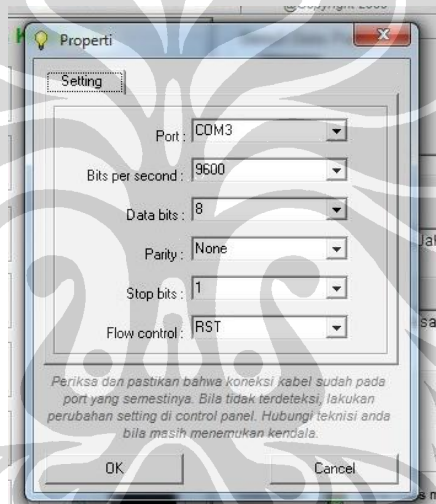 @Copyright 2009
Properti
Setting
Port : COM3
Bits per second : 9600
Data bits : 8
Parity : None
Stop bits : 1
Flow control : RST
Periksa dan pastikan bahwa koneksi kabel sudah pada
port yang semestinya. Bila tidak terdeteksi, lakukan
perubahan setting di control panel. Hubungi teknisi anda
bila masih menemukan kendala.
OK Cancel